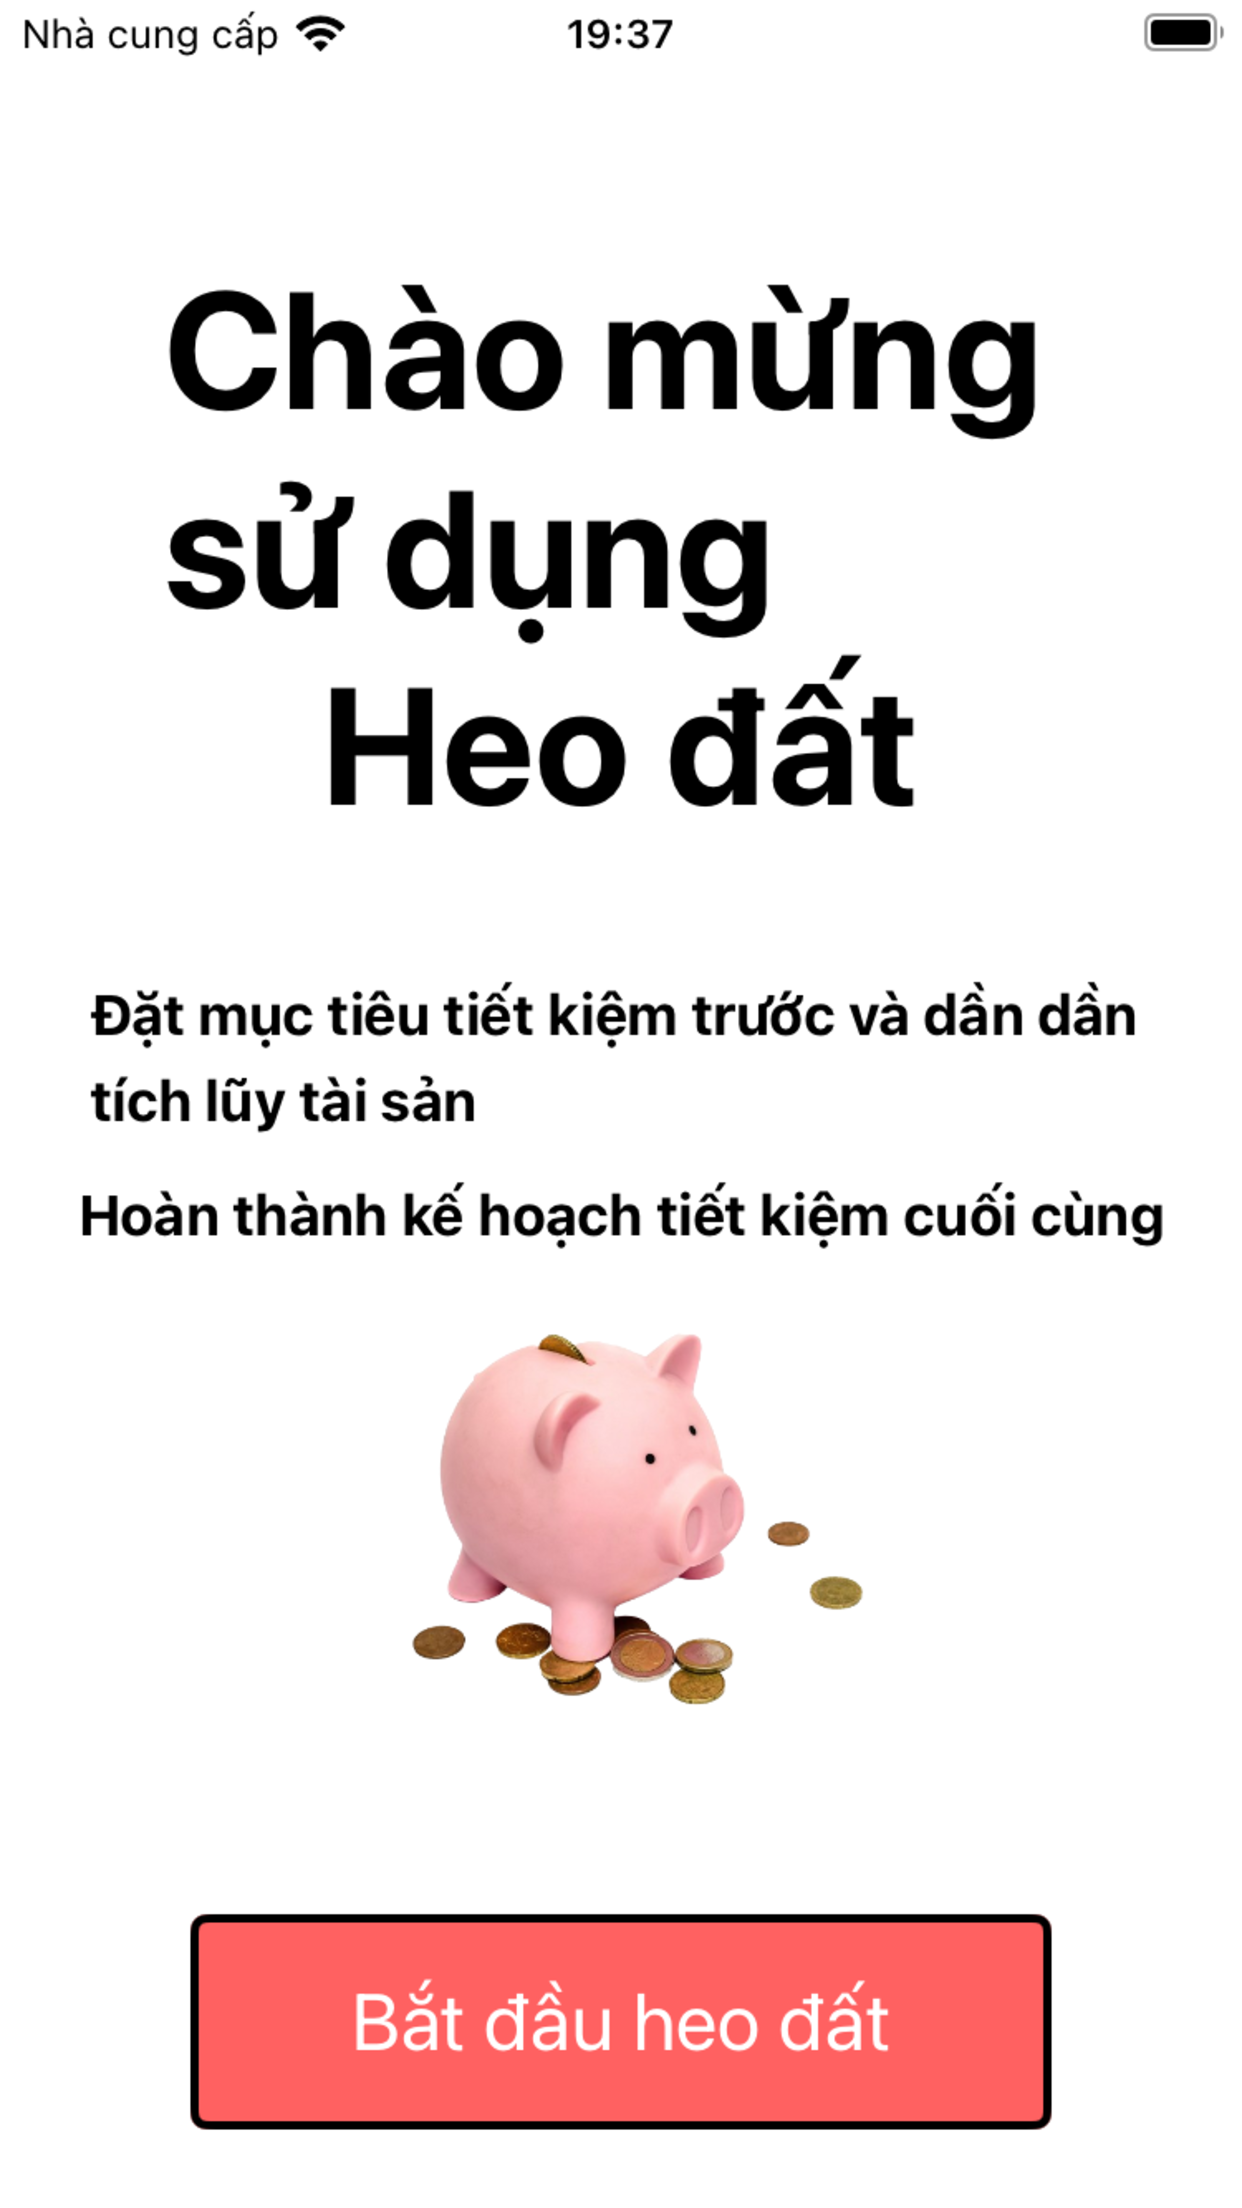 Nhà cung cấp
19:37
Chào mừng
sử dụng
Heo đất
Đặt mục tiêu tiết kiệm trước và dần dần
tích lũy tài sản
Hoàn thành kế hoạch tiết kiệm cuối cùng
Bắt đầu heo đất